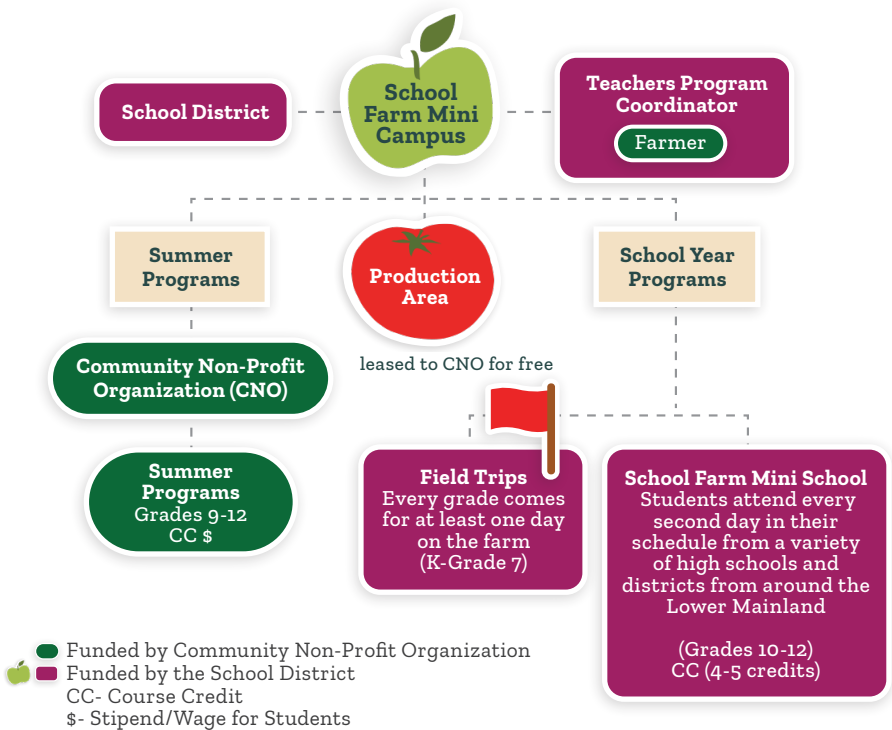 School
Farm Mini
Campus
School District
Teachers Program
Coordinator
Farmer
Summer
Programs
Production
Area
School Year
Programs
leased to CNO for free
Community Non-Profit
Organization (CNO)
Summer
Programs
Grades 9-12
CC $
Field Trips
Every grade comes
for at least one day
on the farm
(K-Grade 7)
School Farm Mini School
Students attend every
second day in their
schedule from a variety
of high schools and
districts from around the
Lower Mainland
(Grades 10-12)
CC (4-5 credits)
Funded by Community Non-Profit Organization
Funded by the School District
CC- Course Credit
$- Stipend/Wage for Students